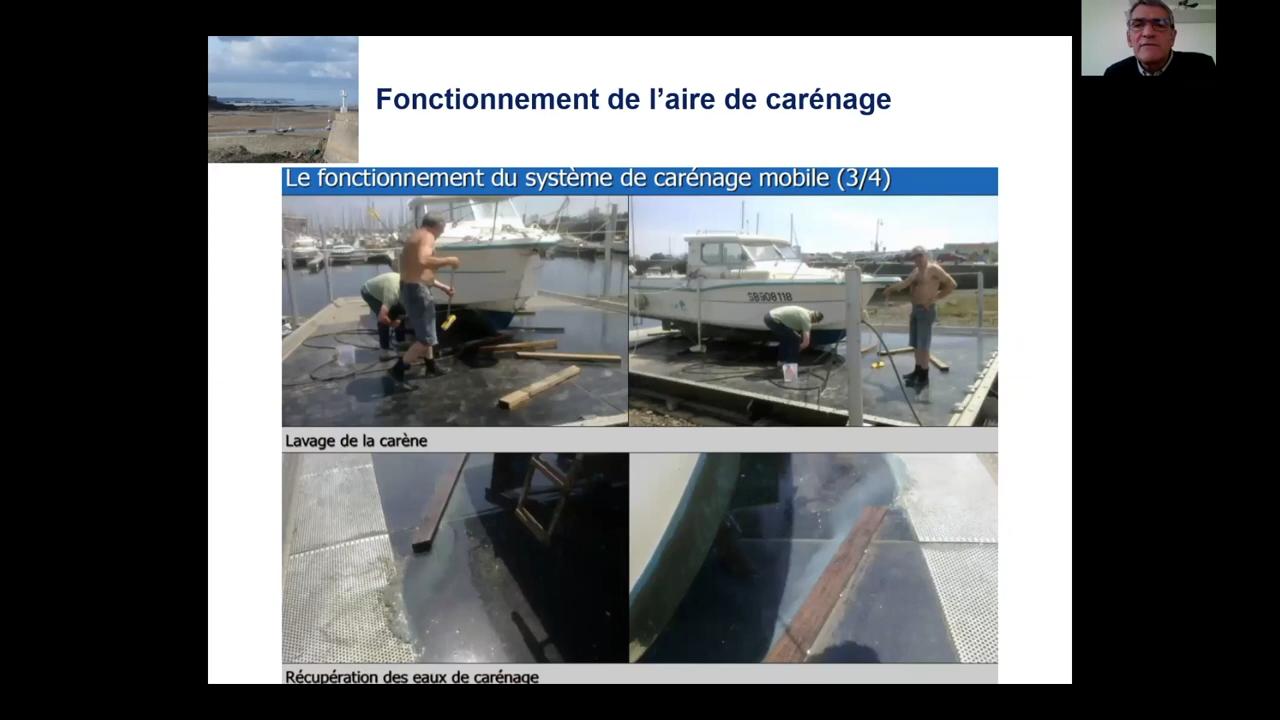 Fonctionnement de l'aire de carénage
Le fonctionnement du système de carénage mobile (3/4)
SB908118
Lavage de la carène
Récupération des eaux de carénage